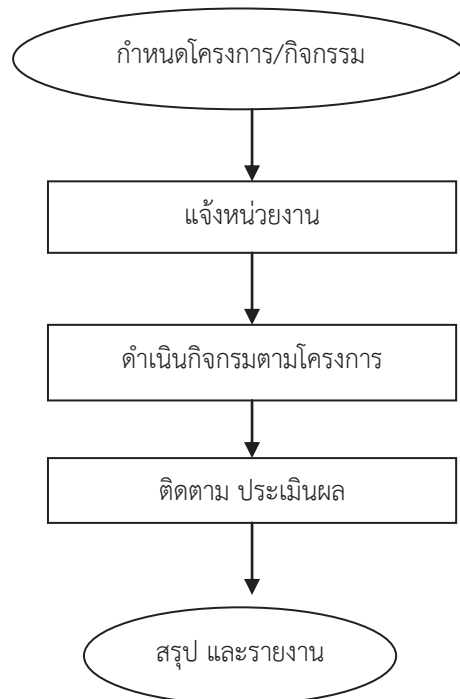 กำหนดโครงการ/กิจกรรม
แจ้งหน่วยงาน
ดำเนินกิจกรมตามโครงการ
ติดตาม ประเมินผล
สรุป และรายงาน